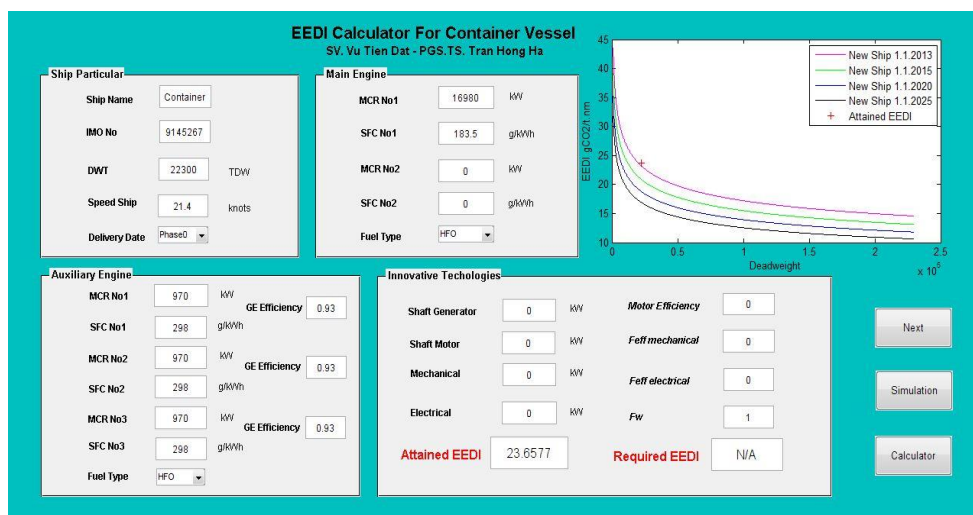 EEDI Calculator For Container Vessel
SV. Vu Tien Dat - PGS.TS. Tran Hong Ha
Ship Particular
Ship Name Container
IMO No 9145267
DWT 22300 TDW
Speed Ship 21.4 knots
Delivery Date Phase0
Main Engine
MCR No1 16980 kW
SFC No1 183.5 g/kWh
MCR No2 0 kW
SFC No2 0 g/kWh
Fuel Type HFO
EEDI gCO2/t.nm
45
40
35
30
25
20
15
10
0 0.5 1 1.5 2 2.5
Deadweight
x 10^5
New Ship 1.1.2013
New Ship 1.1.2015
New Ship 1.1.2020
New Ship 1.1.2025
Attained EEDI
Auxiliary Engine
MCR No1 970 kW
GE Efficiency 0.93
SFC No1 298 g/kWh
MCR No2 970 kW
GE Efficiency 0.93
SFC No2 298 g/kWh
MCR No3 970 kW
GE Efficiency 0.93
SFC No3 298 g/kWh
Fuel Type HFO
Innovative Techologies
Shaft Generator 0 kW
Motor Efficiency 0
Shaft Motor 0 kW
Feff mechanical 0
Mechanical 0 kW
Feff electrical 0
Electrical 0 kW
Fw 1
Attained EEDI 23.6577
Required EEDI N/A
Next
Simulation
Calculator